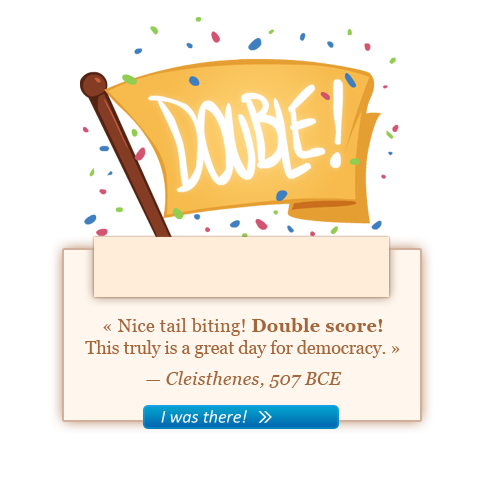 DOUBLE!
« Nice tail biting! Double score!
This truly is a great day for democracy. »
— Cleisthenes, 507 BCE
I was there! »